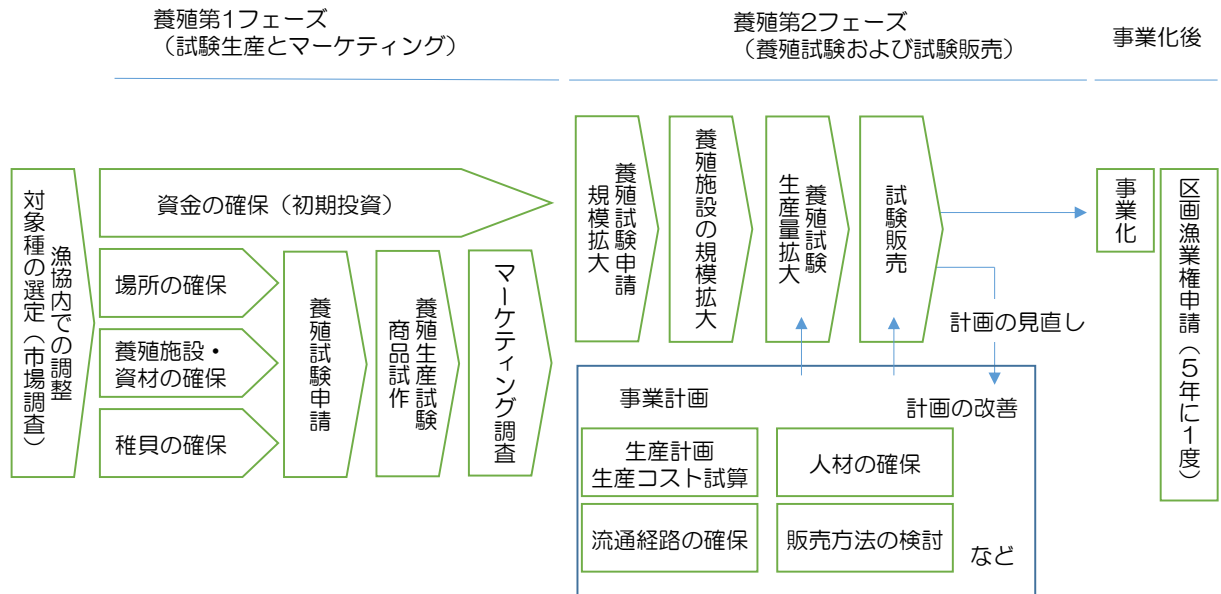 養殖第1フェーズ
(試験生産とマーケティング)
養殖第2フェーズ
(養殖試験および試験販売)
事業化後
漁協内での調整
対象種の選定(市場調査)
資金の確保(初期投資)
場所の確保
養殖施設・
資材の確保
稚貝の確保
養殖試験申請
養殖生産試験
商品試作
マーケティング調査
養殖試験申請
規模拡大
養殖施設の規模拡大
養殖試験
生産量拡大
試験販売
計画の見直し
計画の改善
事業計画
生産計画
生産コスト試算
人材の確保
流通経路の確保
販売方法の検討
など
事業化
区画漁業権申請(5年に1度)